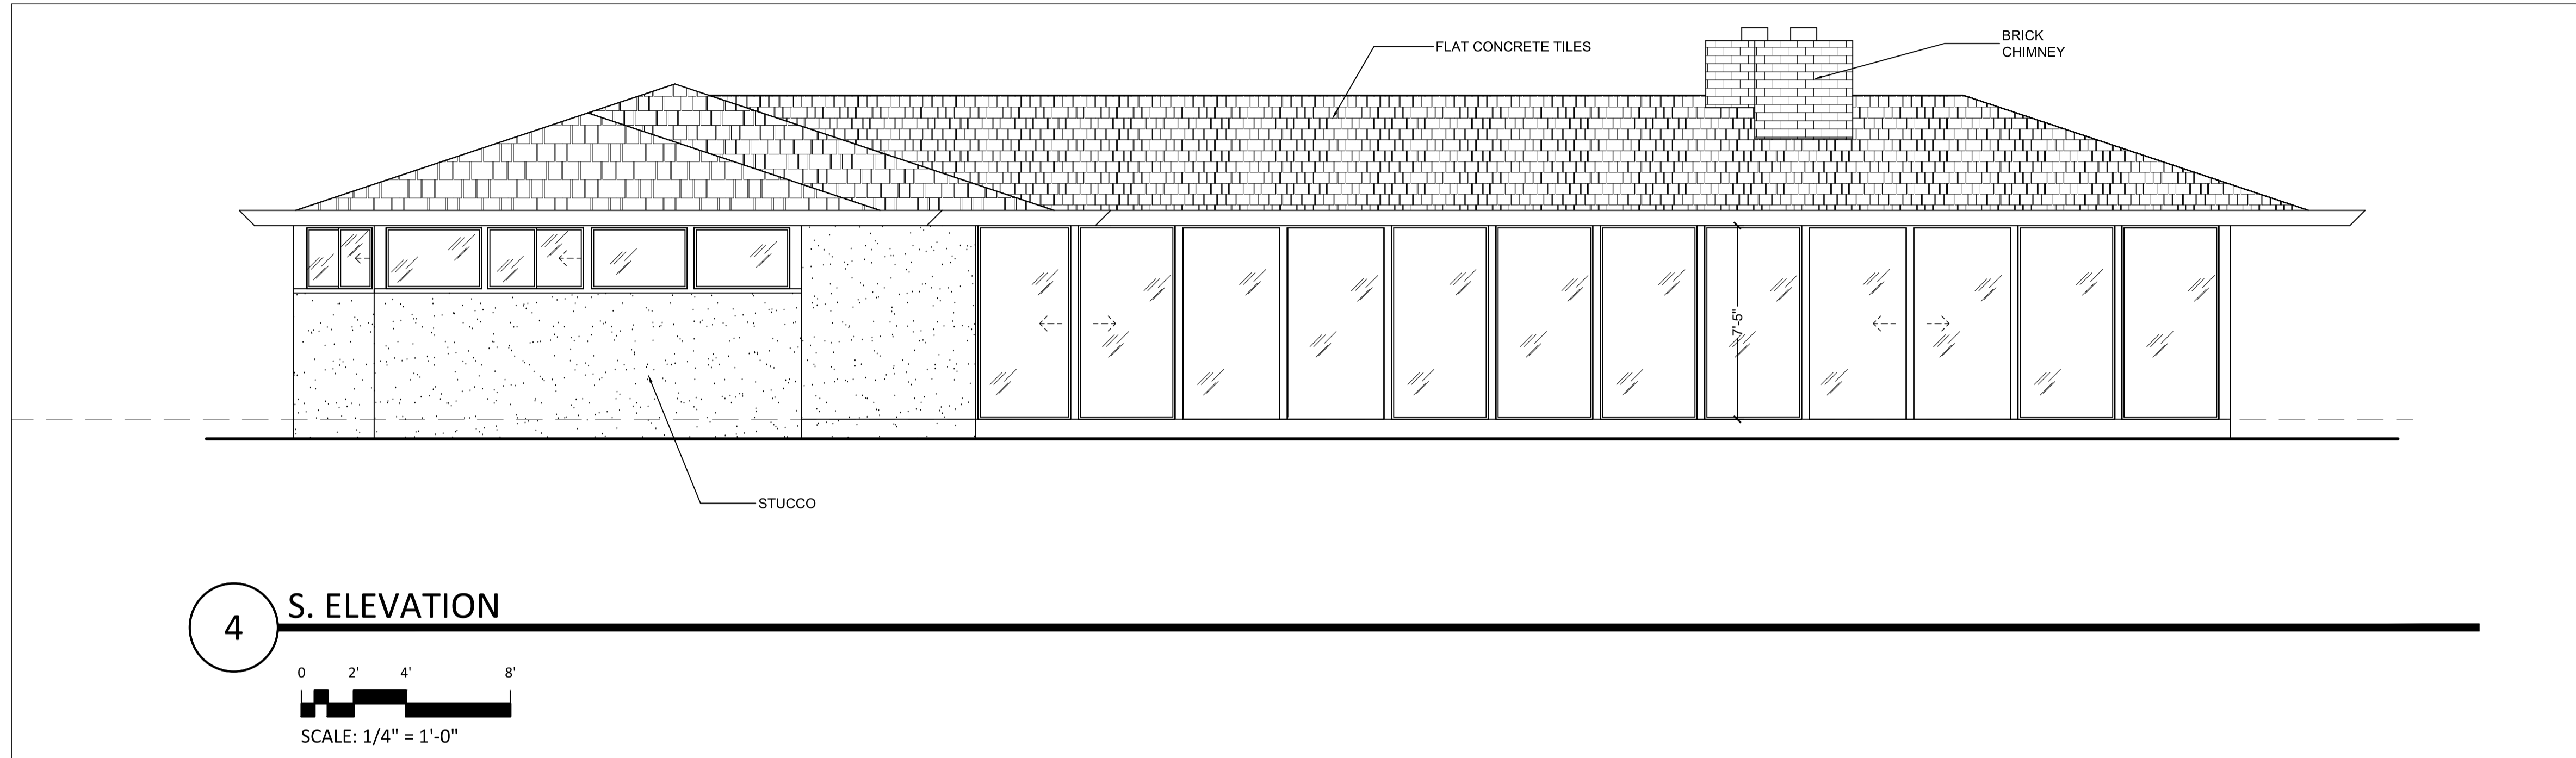 FLAT CONCRETE TILES
BRICK
CHIMNEY
7'-5"
STUCCO
4
S. ELEVATION
0 2' 4' 8'
SCALE: 1/4" = 1'-0"